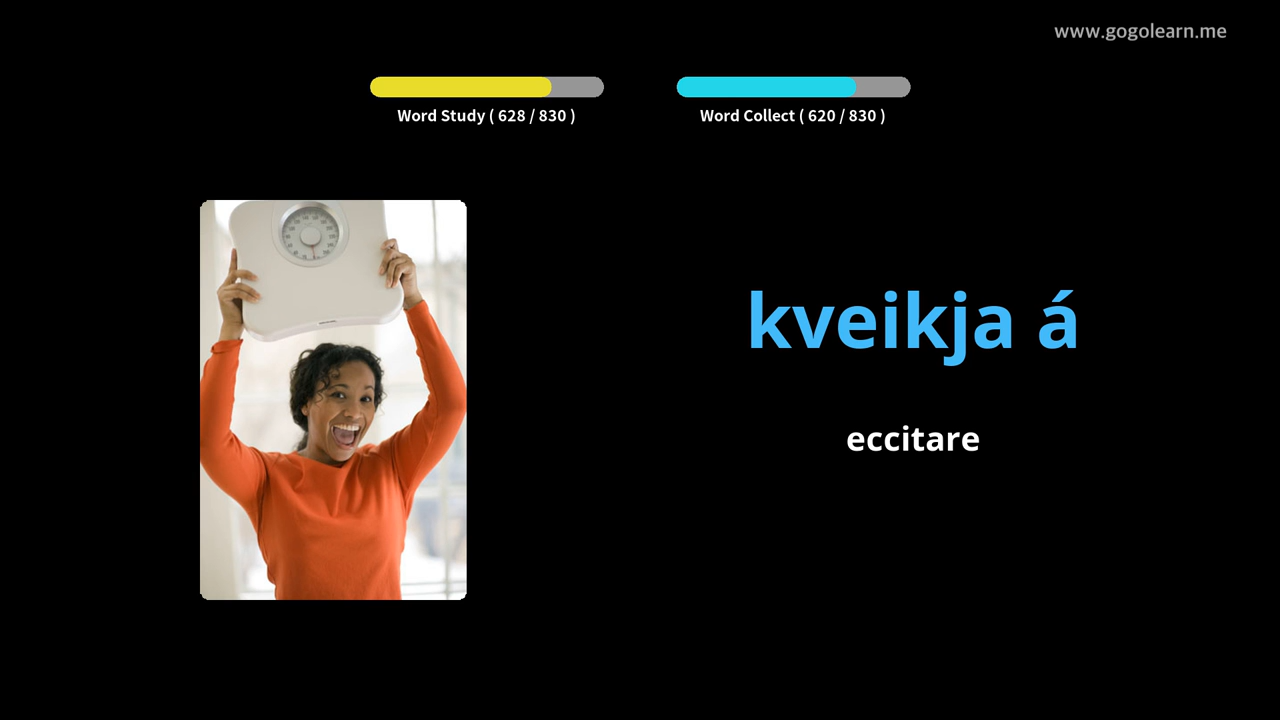 www.gogolearn.me
Word Study ( 628 / 830 )
Word Collect ( 620 / 830 )
kveikja á
eccitare